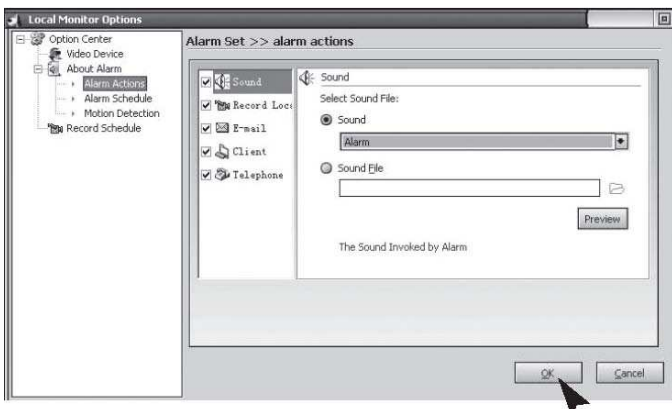 Local Monitor Options
Option Center
Video Device
About Alarm
Alarm Actions
Alarm Schedule
Motion Detection
Record Schedule
Alarm Set >> alarm actions
Sound
Record Loc
E-mail
Client
Telephone
Sound
Select Sound File:
Sound
Alarm
Sound File
Preview
The Sound Invoked by Alarm
OK
Cancel